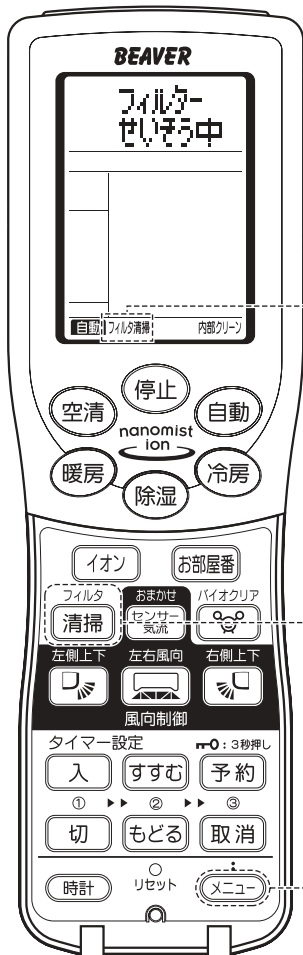 BEAVER
フィルター
せいそう中
自動 フィルタ清掃 内部クリーン
停止
空清 自動
nanomist
ion
暖房 冷房
除湿
イオン お部屋番
フィルタ おまかせ バイオクリア
清掃 センサー
気流
左側上下 左右風向 右側上下
風向制御
タイマー設定 :3秒押し
入 すすむ 予約
① ▶▶ ② ▶▶ ③
切 もどる 取消
時計 リセット メニュー